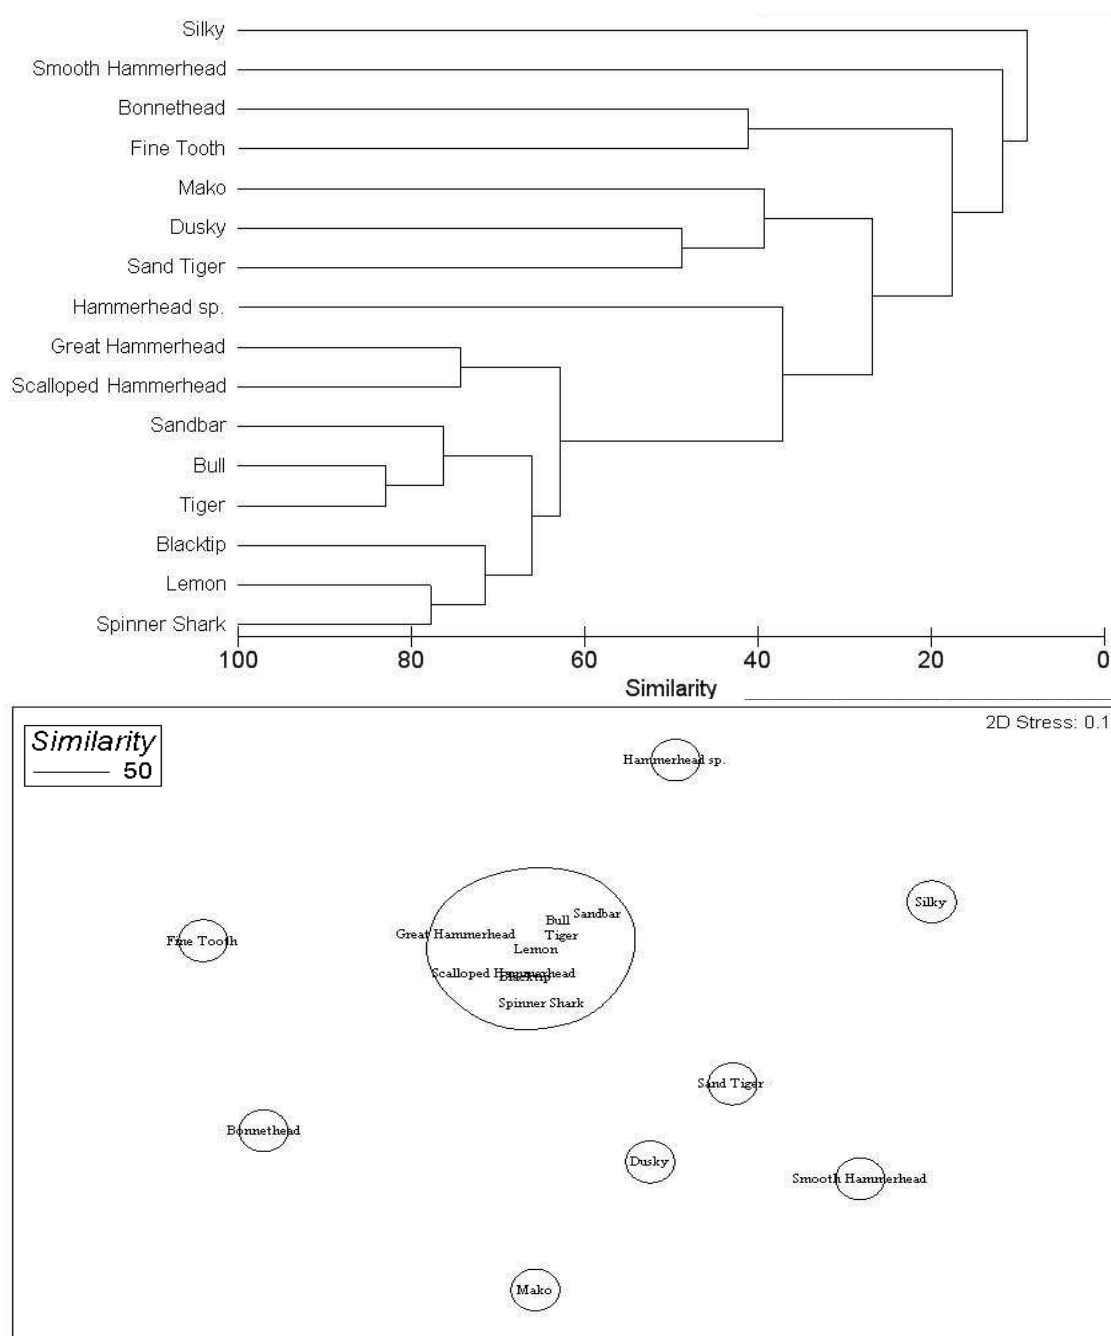 Silky
Smooth Hammerhead
Bonnethead
Fine Tooth
Mako
Dusky
Sand Tiger
Hammerhead sp.
Great Hammerhead
Scalloped Hammerhead
Sandbar
Bull
Tiger
Blacktip
Lemon
Spinner Shark
100 80 60 40 20 0
Similarity
2D Stress: 0.1
Similarity
50
Hammerhead sp.
Silky
Sandbar
Bull
Great Hammerhead
Tiger
Fine Tooth
Lemon
Scalloped Hammerhead
Blacktip
Spinner Shark
Sand Tiger
Bonnethead
Dusky
Smooth Hammerhead
Mako